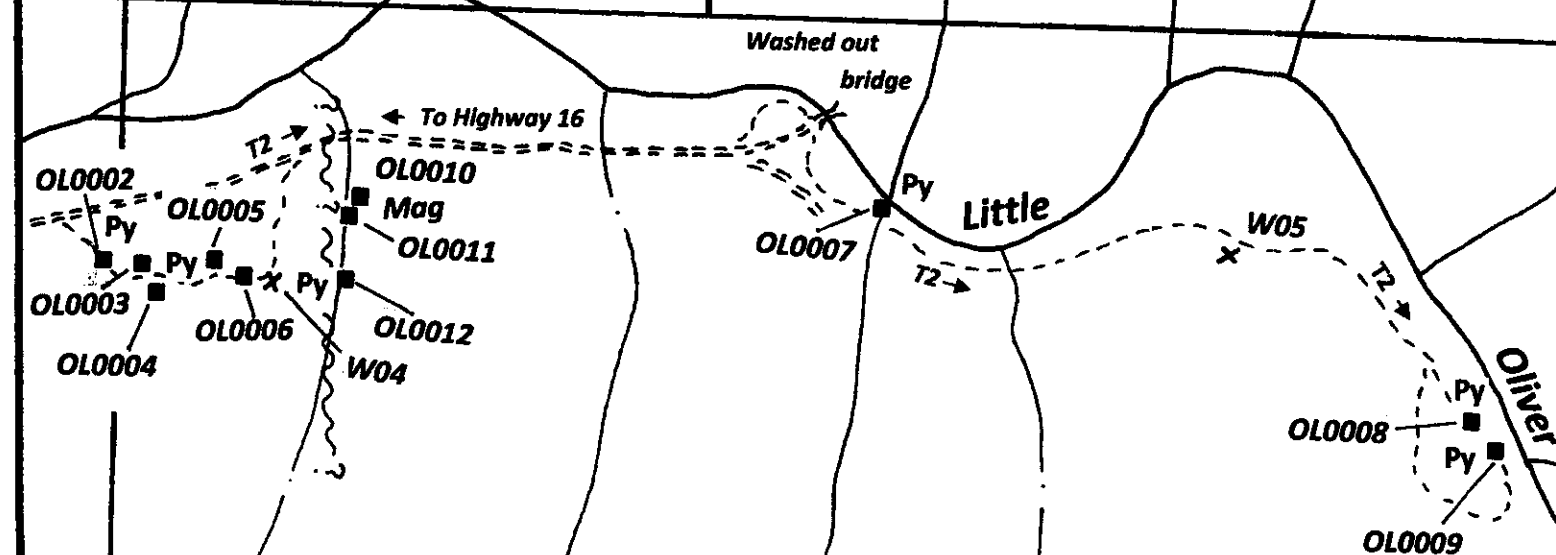 Washed out
bridge
← To Highway 16
T2 →
OL0002
OL0010
Py
OL0005
Mag
Py
Little
OL0011
OL0007
W05
Py
Py
T2 →
T2 →
OL0003
OL0006
OL0012
OL0004
W04
Oliver
Py
OL0008
Py
OL0009